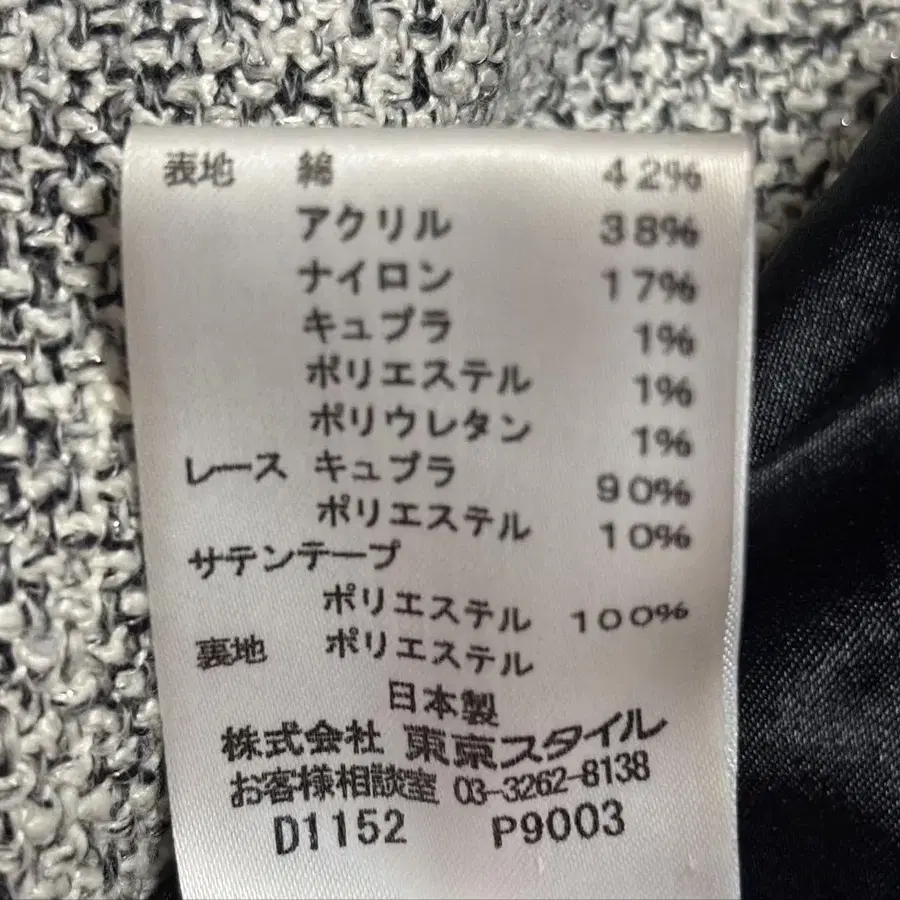 表地 綿 42%
アクリル 38%
ナイロン 17%
キュプラ 1%
ポリエステル 1%
ポリウレタン 1%
レース キュプラ 90%
ポリエステル 10%
サテンテープ
ポリエステル 100%
裏地 ポリエステル
日本製
株式会社 東京スタイル
お客様相談室 03-3262-8138
D1152 P9003